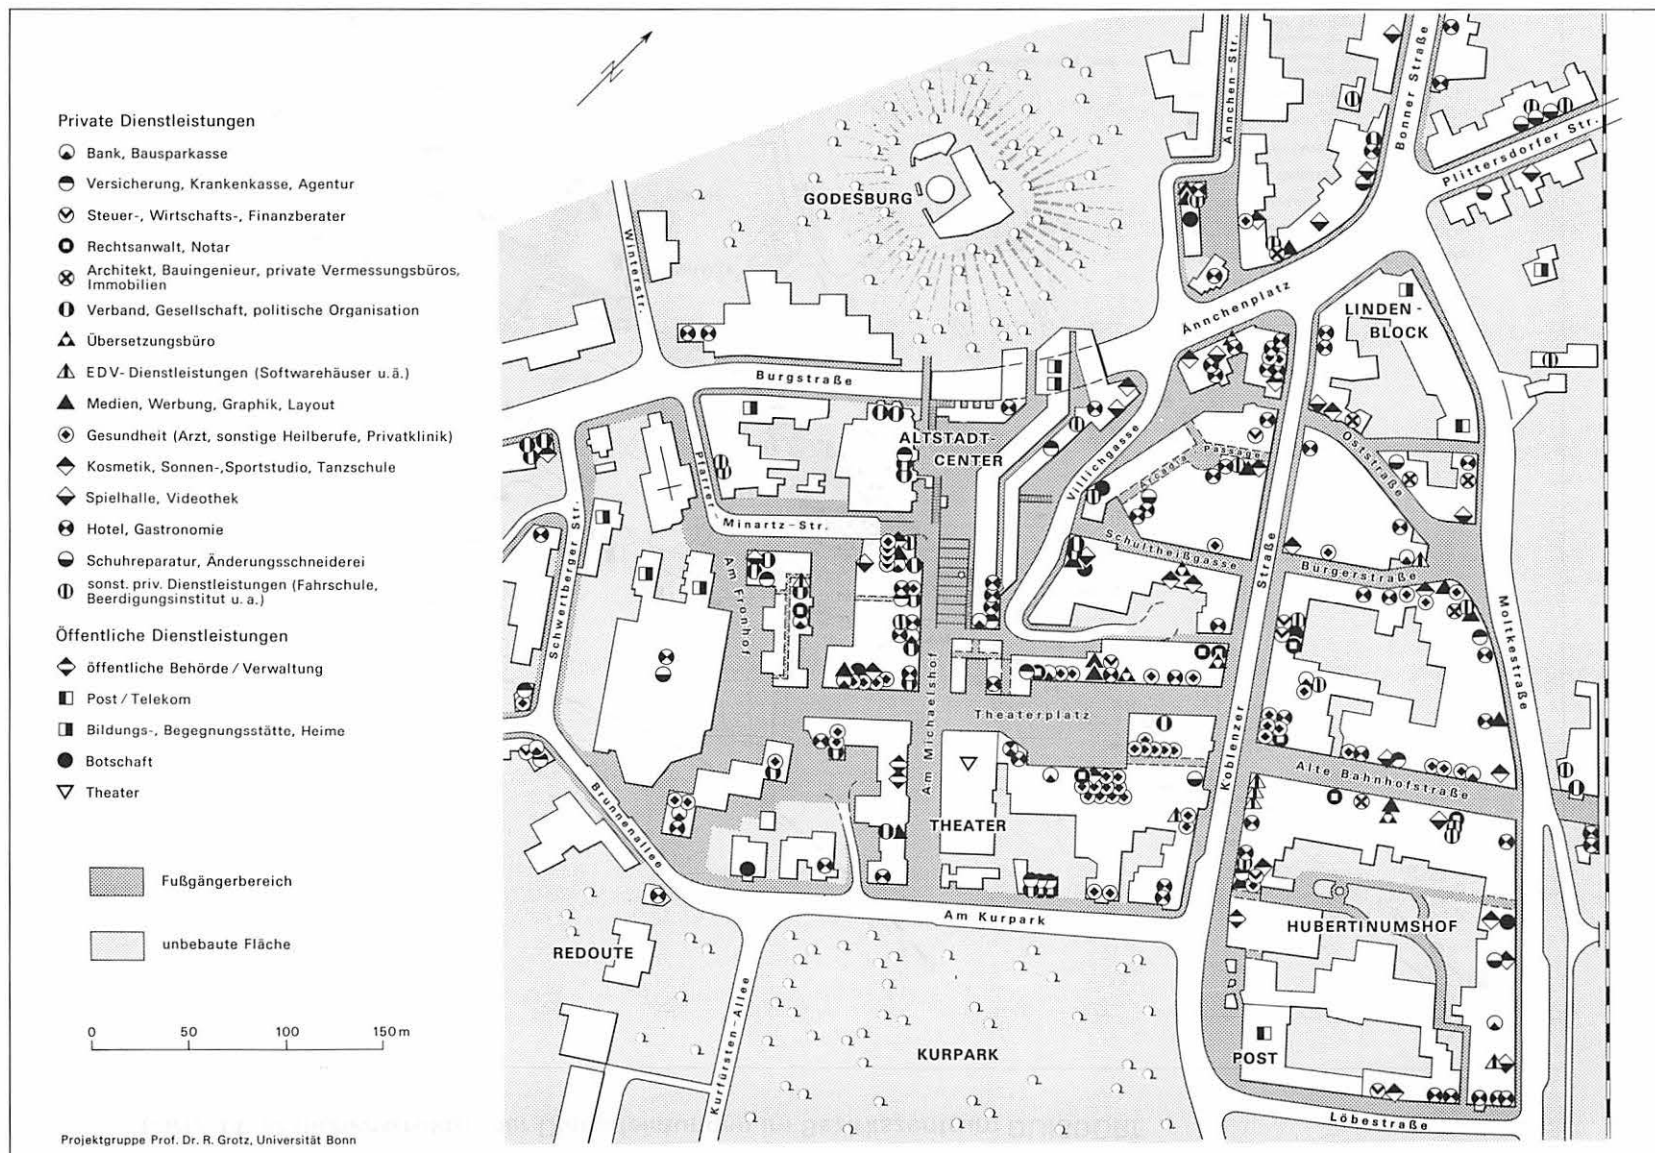 Private Dienstleistungen
Bank, Bausparkasse
Versicherung, Krankenkasse, Agentur
Steuer-, Wirtschafts-, Finanzberater
Rechtsanwalt, Notar
Architekt, Bauingenieur, private Vermessungsbüros,
Immobilien
Verband, Gesellschaft, politische Organisation
Übersetzungsbüro
EDV-Dienstleistungen (Softwarehäuser u.ä.)
Medien, Werbung, Graphik, Layout
Gesundheit (Arzt, sonstige Heilberufe, Privatklinik)
Kosmetik, Sonnen-,Sportstudio, Tanzschule
Spielhalle, Videothek
Hotel, Gastronomie
Schuhreparatur, Änderungsschneiderei
sonst. priv. Dienstleistungen (Fahrschule,
Beerdigungsinstitut u. a.)
Öffentliche Dienstleistungen
öffentliche Behörde / Verwaltung
Post / Telekom
Bildungs-, Begegnungsstätte, Heime
Botschaft
Theater
Fußgängerbereich
unbebaute Fläche
0 50 100 150 m
Projektgruppe Prof. Dr. R. Grotz, Universität Bonn
N
GODESBURG
Winterstr.
Burgstraße
Ännchen-Str.
Bonner Straße
Plittersdorfer Str.
Ännchenplatz
LINDEN-
BLOCK
ALTSTADT-
CENTER
Pfarrer-
Minartz-Str.
Villichgasse
Arcadia Passage
Oststraße
Schwertberger Str.
Am Fronhof
Schultheißgasse
Straße
Bürgerstraße
Moltkestraße
Am Michaelshof
Theaterplatz
Koblenzer
Alte Bahnhofstraße
THEATER
Brunnenallee
Am Kurpark
HUBERTINUMSHOF
REDOUTE
Kurfürsten-Allee
KURPARK
POST
Löbestraße